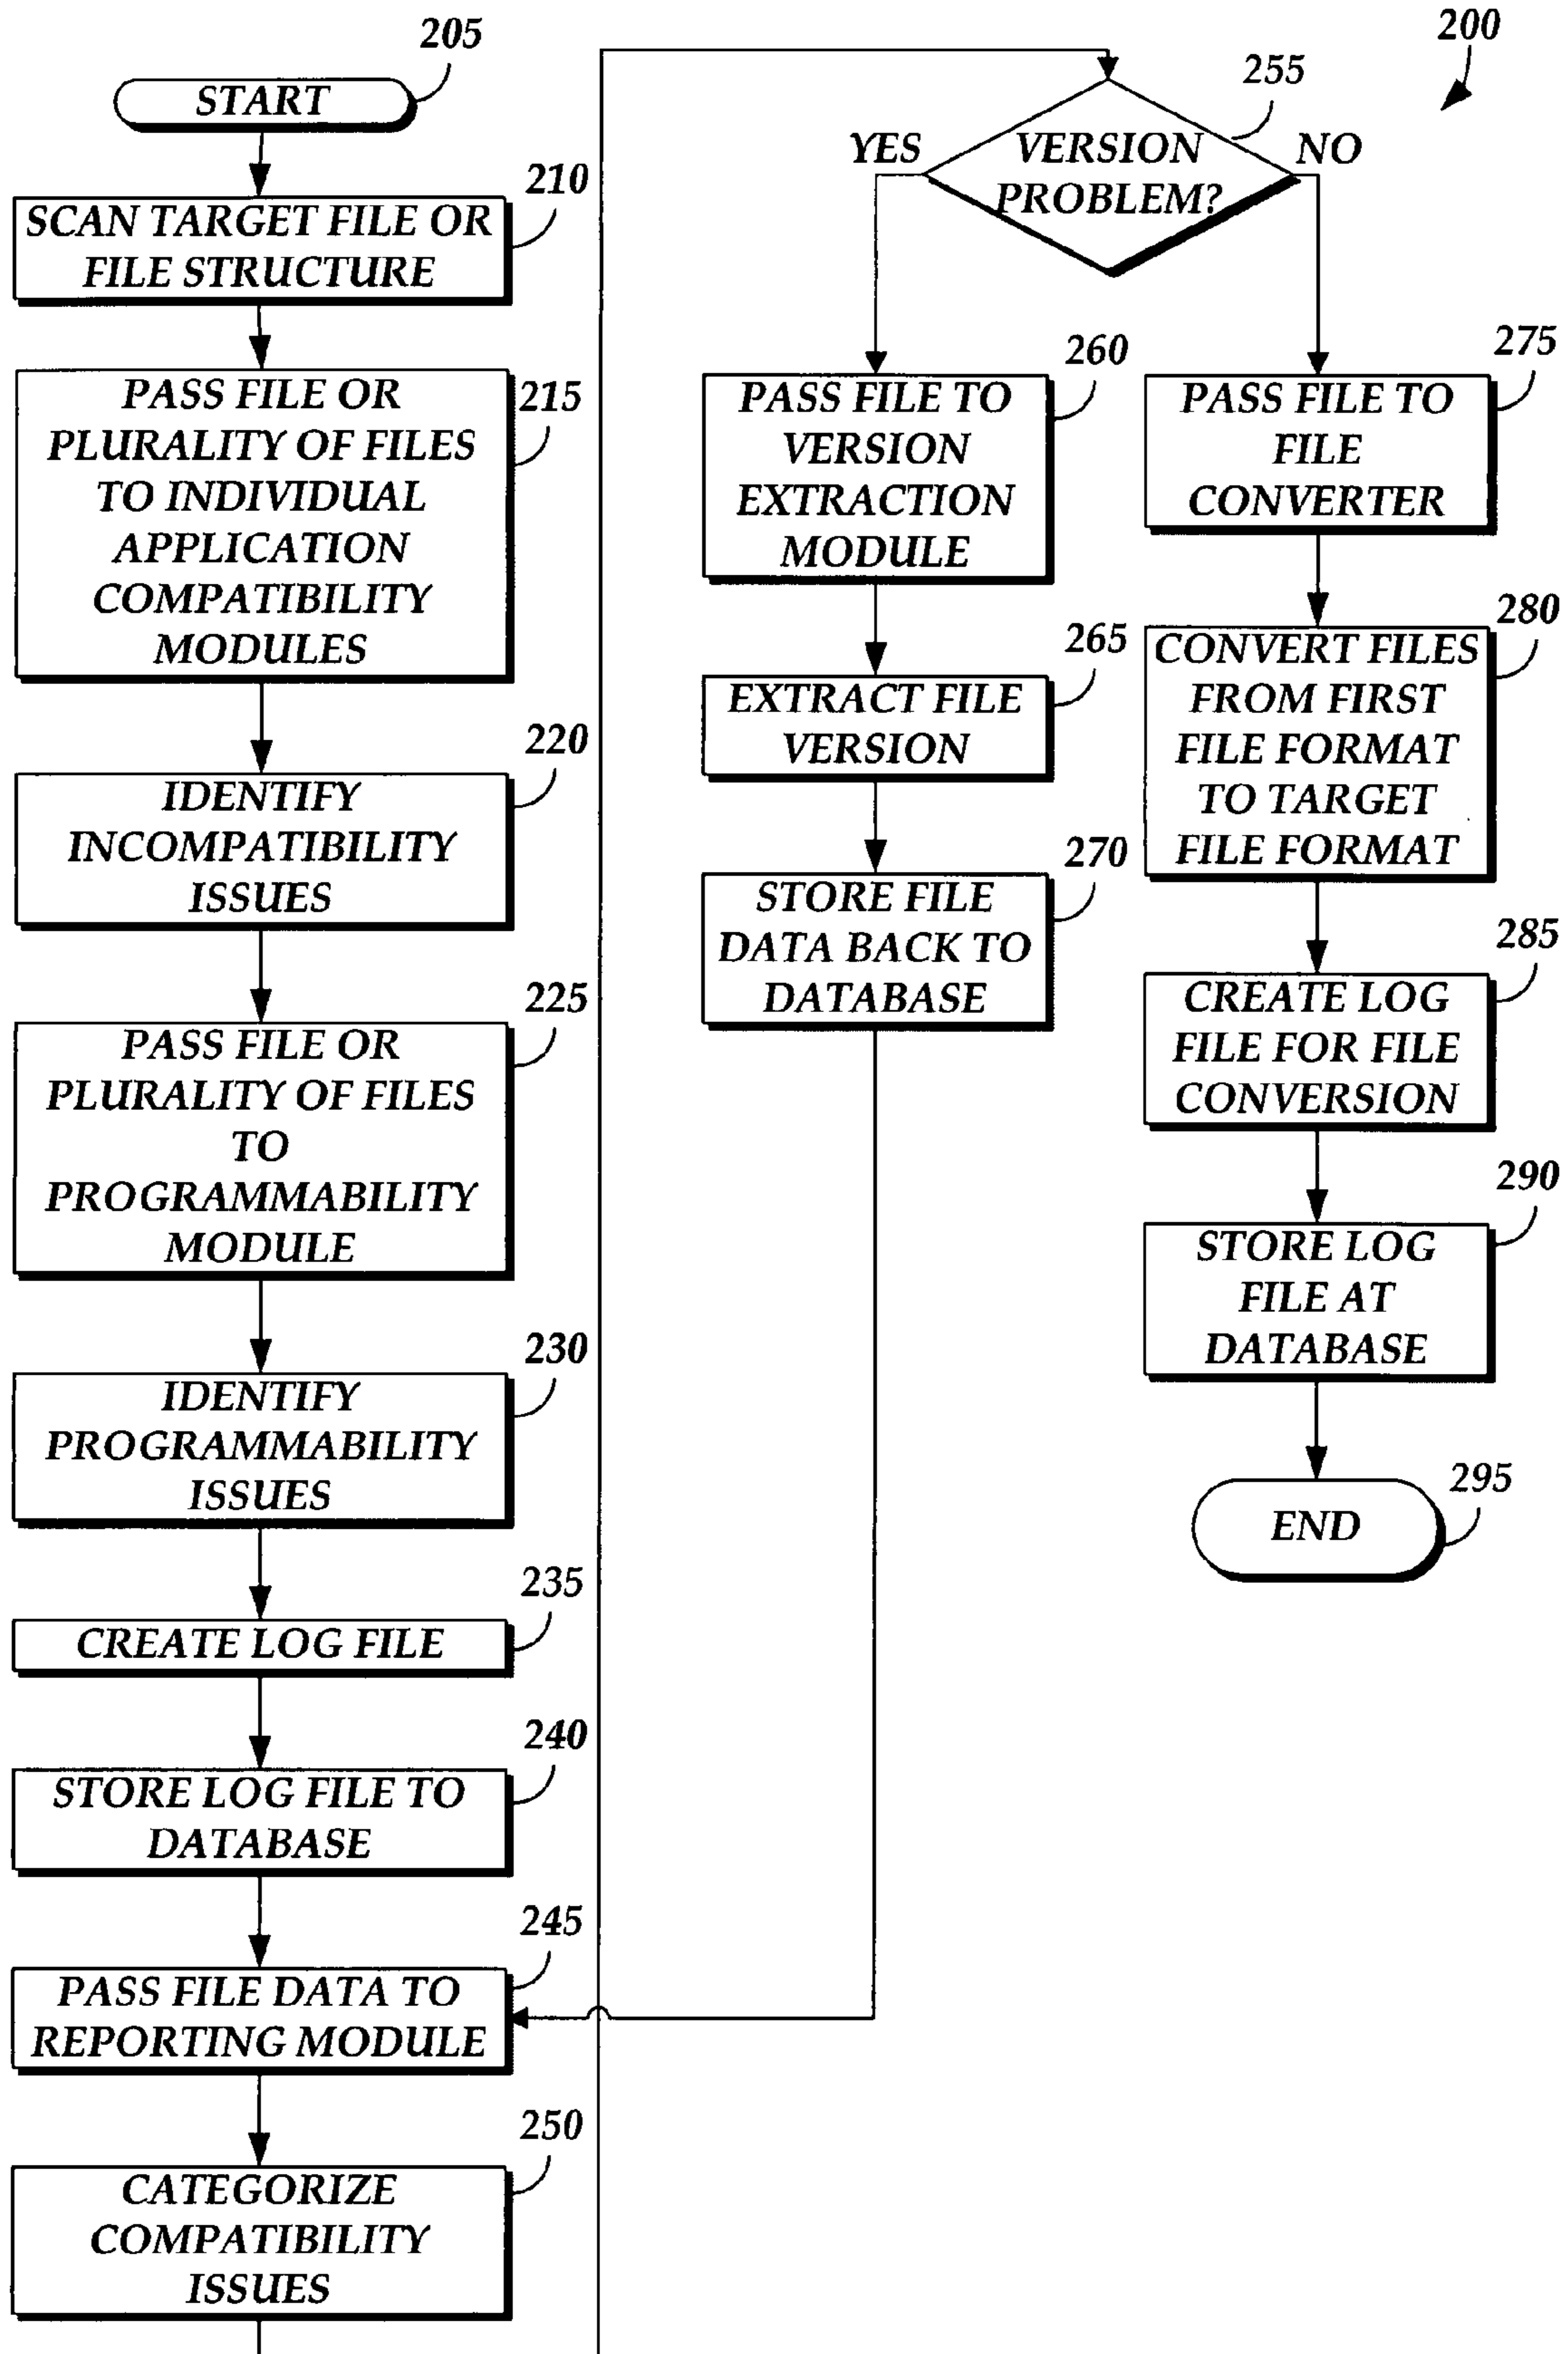 205
START
210
SCAN TARGET FILE OR
FILE STRUCTURE
215
PASS FILE OR
PLURALITY OF FILES
TO INDIVIDUAL
APPLICATION
COMPATIBILITY
MODULES
220
IDENTIFY
INCOMPATIBILITY
ISSUES
225
PASS FILE OR
PLURALITY OF FILES
TO
PROGRAMMABILITY
MODULE
230
IDENTIFY
PROGRAMMABILITY
ISSUES
235
CREATE LOG FILE
240
STORE LOG FILE TO
DATABASE
245
PASS FILE DATA TO
REPORTING MODULE
250
CATEGORIZE
COMPATIBILITY
ISSUES
200
255
YES
VERSION
PROBLEM?
NO
260
PASS FILE TO
VERSION
EXTRACTION
MODULE
265
EXTRACT FILE
VERSION
270
STORE FILE
DATA BACK TO
DATABASE
275
PASS FILE TO
FILE
CONVERTER
280
CONVERT FILES
FROM FIRST
FILE FORMAT
TO TARGET
FILE FORMAT
285
CREATE LOG
FILE FOR FILE
CONVERSION
290
STORE LOG
FILE AT
DATABASE
295
END